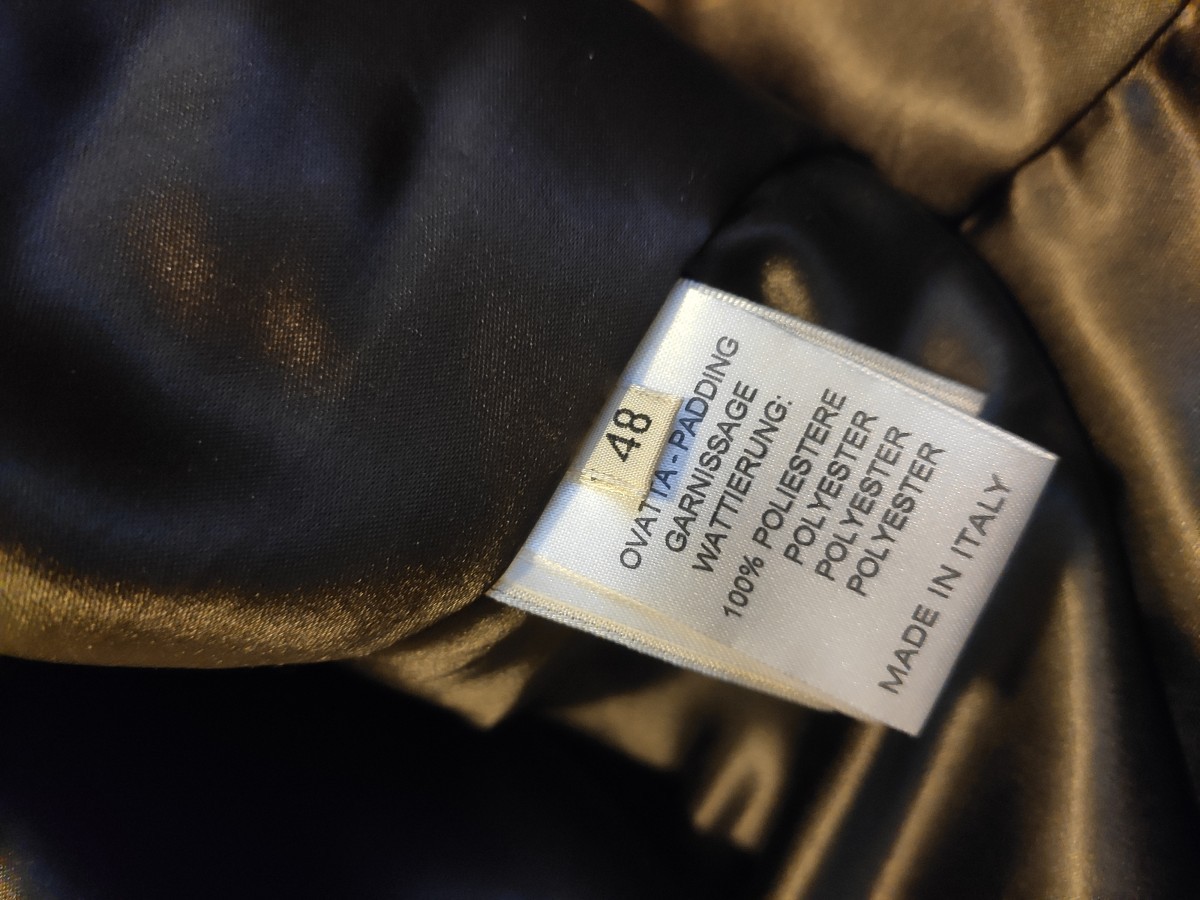 48
OVATTA - PADDING
GARNISSAGE
WATTIERUNG:
100% POLIESTERE
POLYESTER
POLYESTER
POLYESTER
MADE IN ITALY